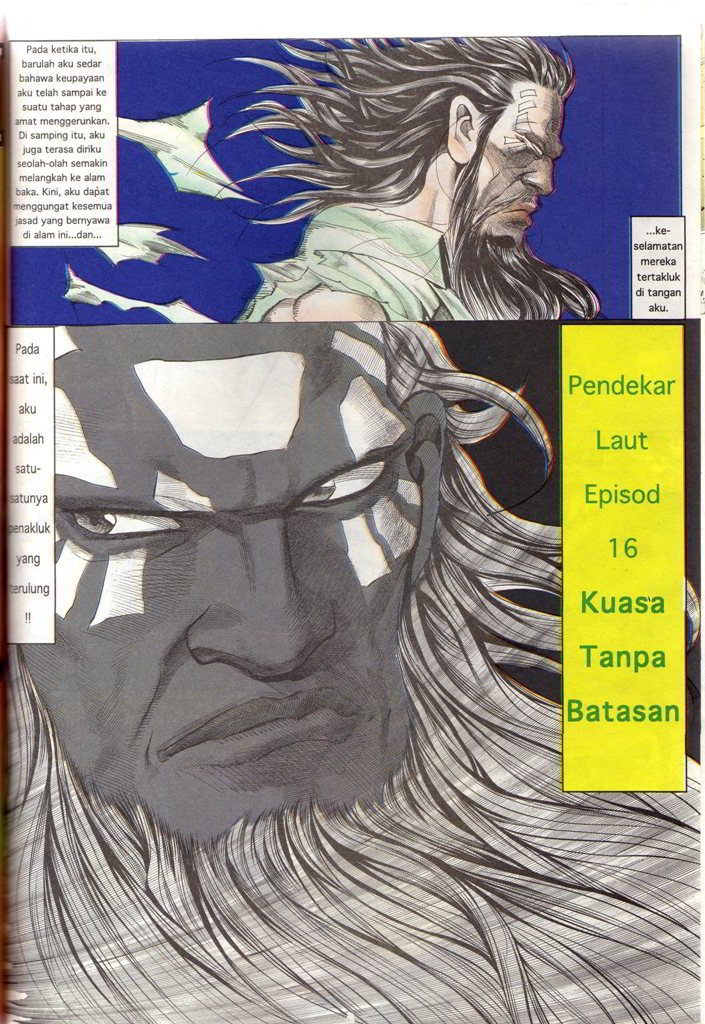 Pada ketika itu,
barulah aku sedar
bahawa keupayaan
aku telah sampai ke
suatu tahap yang
amat menggerunkan.
Di samping itu, aku
juga terasa diriku
seolah-olah semakin
melangkah ke alam
baka. Kini, aku dapat
menggungat kesemua
jasad yang bernyawa
di alam ini...dan...
...ke-
selamatan
mereka
tertakluk
di tangan
aku.
Pada
saat ini,
aku
adalah
satu-
satunya
penakluk
yang
terulung
!!
Pendekar
Laut
Episod
16
Kuasa
Tanpa
Batasan